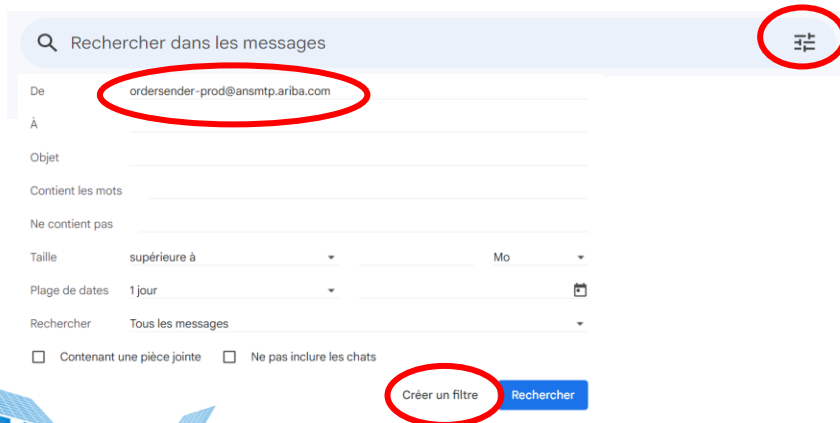 Rechercher dans les messages
De ordersender-prod@ansmtp.ariba.com
À
Objet
Contient les mots
Ne contient pas
Taille supérieure à Mo
Plage de dates 1 jour
Rechercher Tous les messages
Contenant une pièce jointe Ne pas inclure les chats
Créer un filtre Rechercher